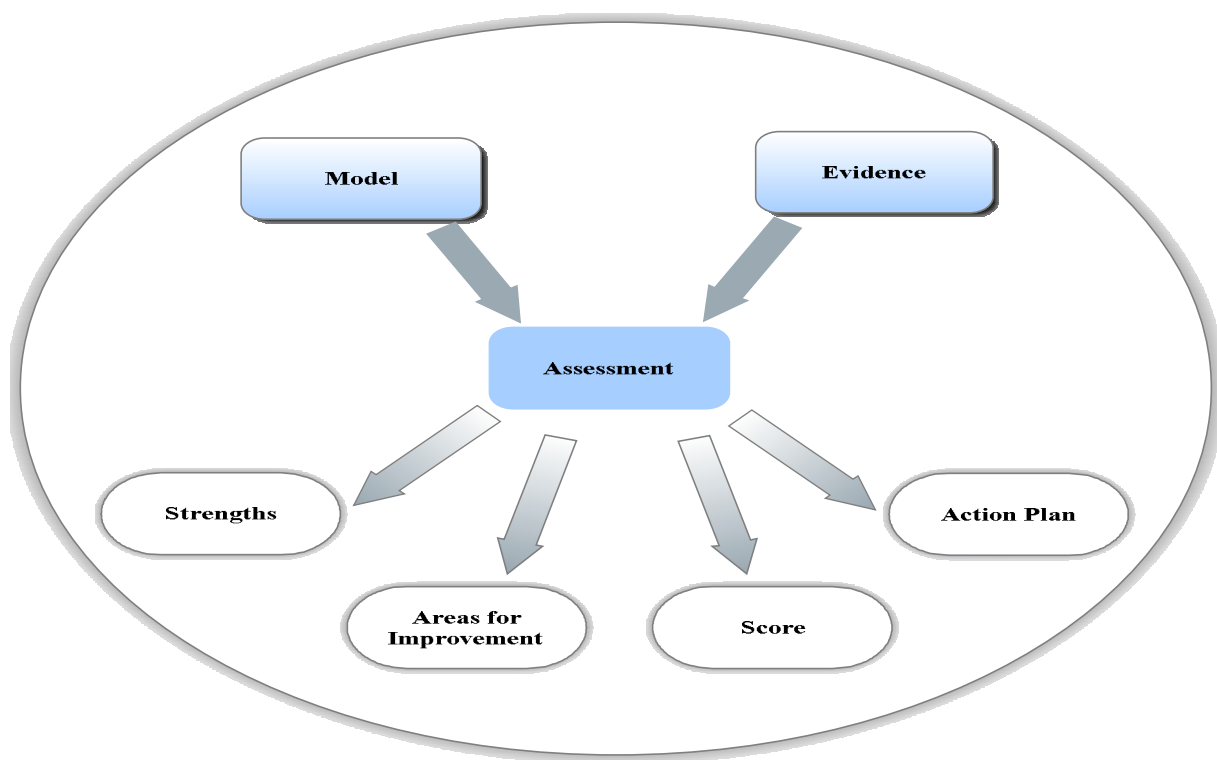 Model
Evidence
Assessment
Strengths
Action Plan
Areas for
Improvement
Score